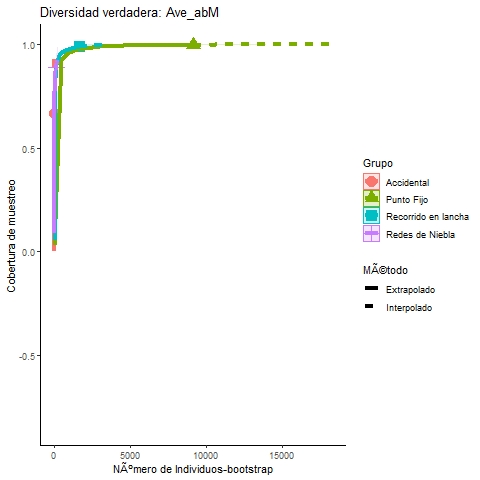 Diversidad verdadera: Ave_abM
1.0
0.5
0.0
-0.5
Cobertura de muestreo
0
5000
10000
15000
NÃºmero de Individuos-bootstrap
Grupo
Accidental
Punto Fijo
Recorrido en lancha
Redes de Niebla
MÃ©todo
Extrapolado
Interpolado